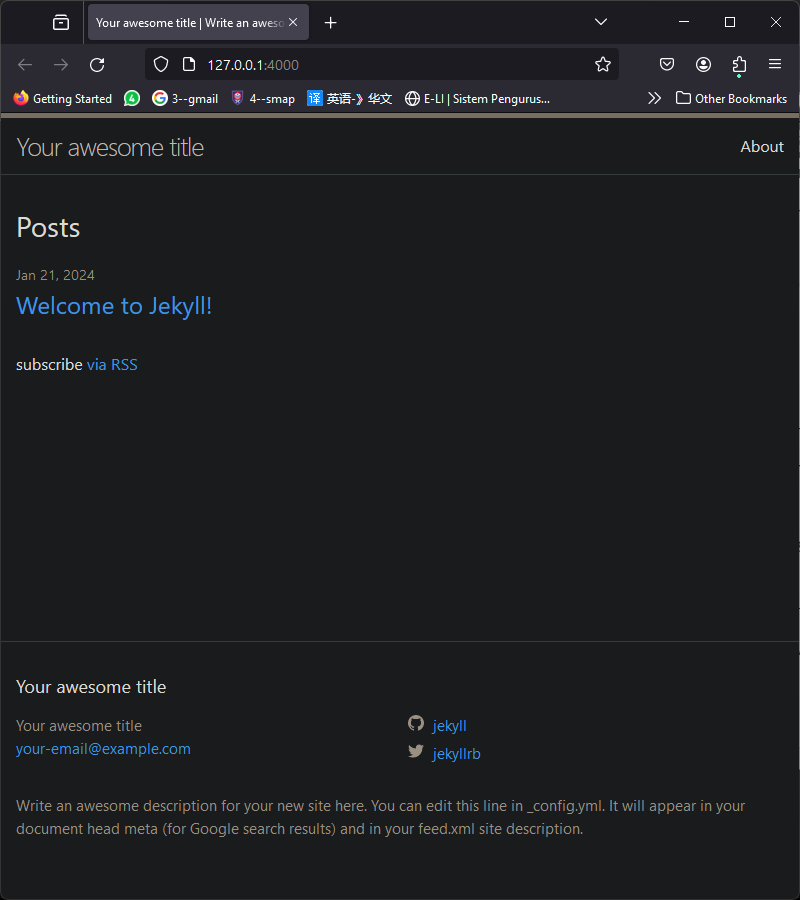 Your awesome title | Write an aweso
127.0.0.1:4000
Getting Started
4
3--gmail
4--smap
译 英语-》华文
E-LI | Sistem Pengurus...
Other Bookmarks
Your awesome title
About
Posts
Jan 21, 2024
Welcome to Jekyll!
subscribe via RSS
Your awesome title
Your awesome title
your-email@example.com
jekyll
jekyllrb
Write an awesome description for your new site here. You can edit this line in _config.yml. It will appear in your
document head meta (for Google search results) and in your feed.xml site description.